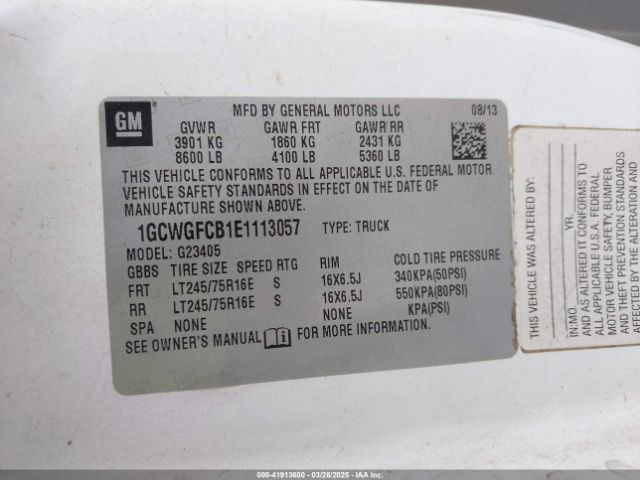 GM
MFD BY GENERAL MOTORS LLC 08/13
GVWR GAWR FRT GAWR RR
3901 KG 1860 KG 2431 KG
8600 LB 4100 LB 5360 LB
THIS VEHICLE CONFORMS TO ALL APPLICABLE U.S. FEDERAL MOTOR
VEHICLE SAFETY STANDARDS IN EFFECT ON THE DATE OF
MANUFACTURE SHOWN ABOVE.
1GCWGFCB1E1113057 TYPE: TRUCK
MODEL: G23405
GBBS TIRE SIZE SPEED RTG RIM COLD TIRE PRESSURE
FRT LT245/75R16E S 16X6.5J 340KPA(50PSI)
RR LT245/75R16E S 16X6.5J 550KPA(80PSI)
SPA NONE NONE KPA(PSI)
SEE OWNER'S MANUAL FOR MORE INFORMATION.
THIS VEHICLE WAS ALTERED BY:
IN:MO. YR.
AND AS ALTERED IT CONFORMS TO
ALL APPLICABLE U.S.A. FEDERAL
MOTOR VEHICLE SAFETY, BUMPER
AND THEFT PREVENTION STANDARDS
AFFECTED BY THE ALTERATION AND
000-41913600 - 03/28/2025 - IAAI.COM